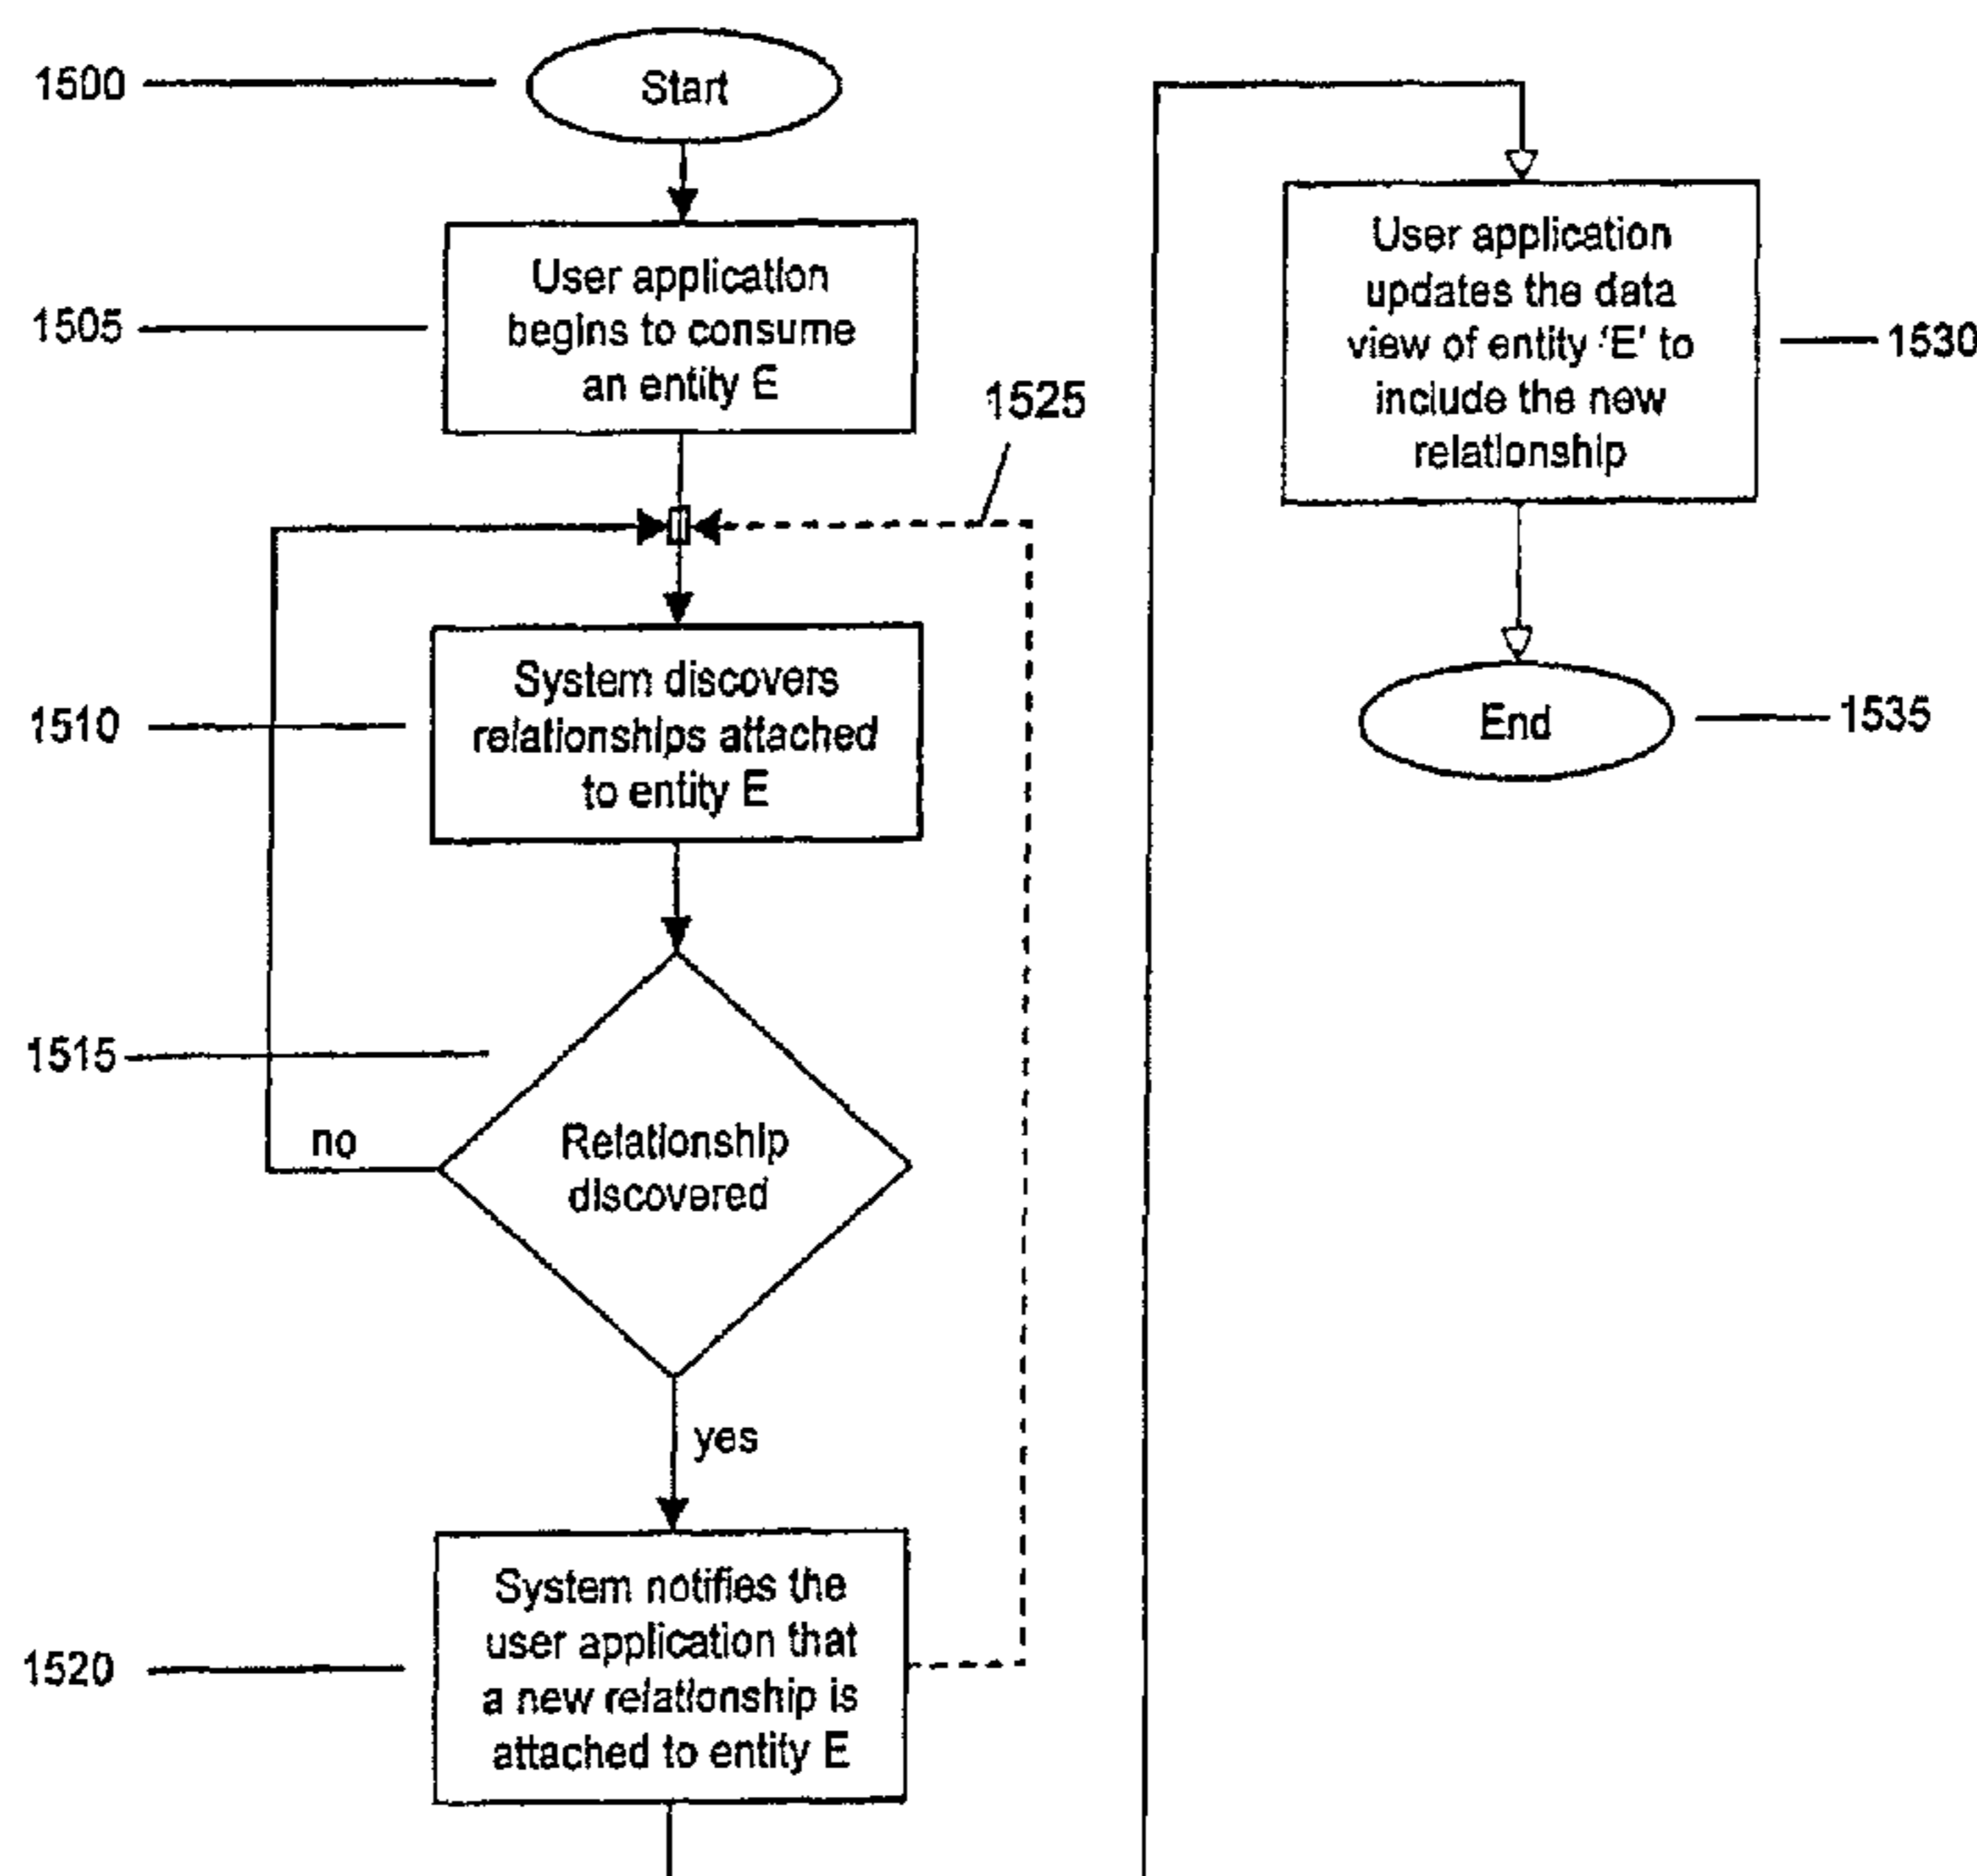 1500
Start
1505
User application
begins to consume
an entity E
1525
1510
System discovers
relationships attached
to entity E
1515
Relationship
discovered
no
yes
1520
System notifies the
user application that
a new relationship is
attached to entity E
User application
updates the data
view of entity 'E' to
include the new
relationship
1530
End
1535